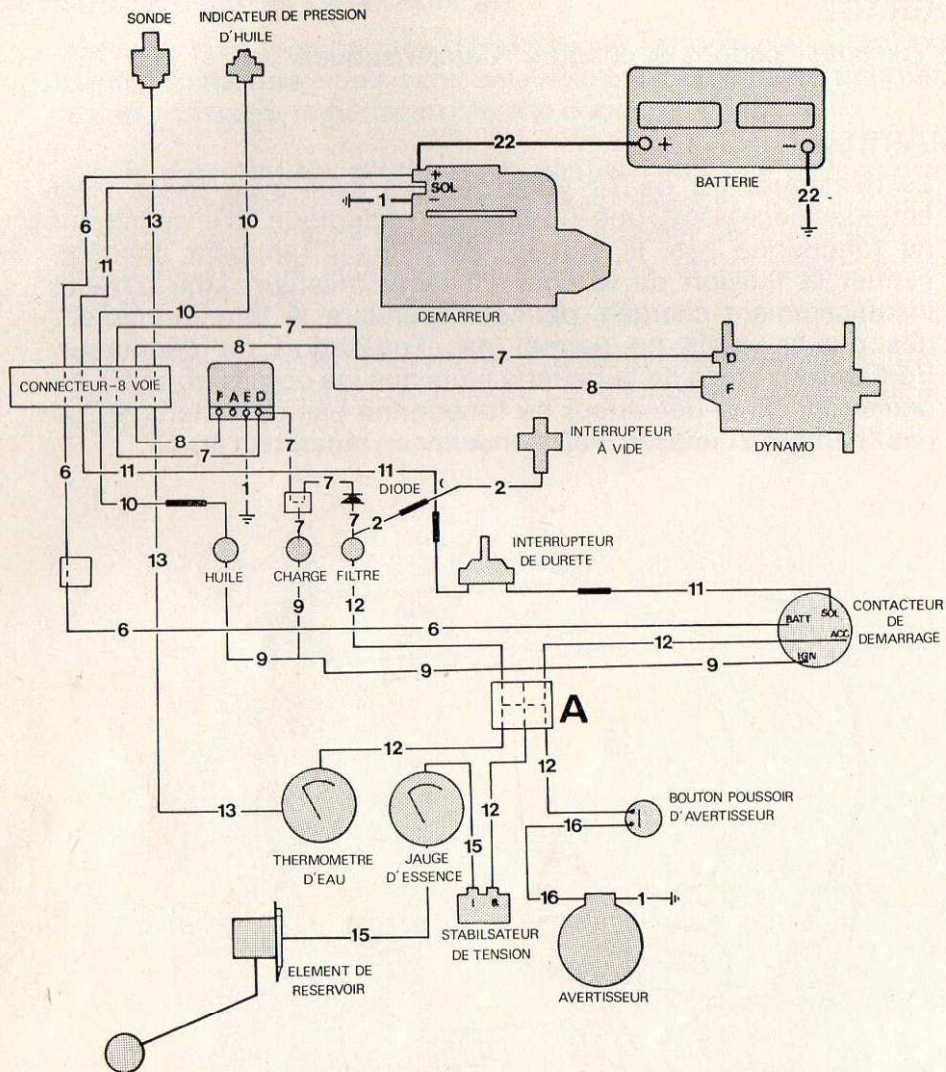 SONDE
INDICATEUR DE PRESSION
D'HUILE
22
+
−
BATTERIE
22
+
SOL
−
1
DEMARREUR
6
11
13
10
10
7
8
7
8
D
F
DYNAMO
CONNECTEUR-8 VOIE
F A E D
8
7
7
6
11
11
10
1
7
7
7
DIODE
2
2
INTERRUPTEUR
À VIDE
13
HUILE
CHARGE
FILTRE
INTERRUPTEUR
DE DURETE
11
9
12
6
6
BATT
SOL
ACC
IGN
CONTACTEUR
DE
DEMARRAGE
12
9
9
9
A
12
12
12
13
THERMOMETRE
D'EAU
JAUGE
D'ESSENCE
15
16
BOUTON POUSSOIR
D'AVERTISSEUR
I B
STABILSATEUR
DE TENSION
16
1
AVERTISSEUR
15
ELEMENT DE
RESERVOIR